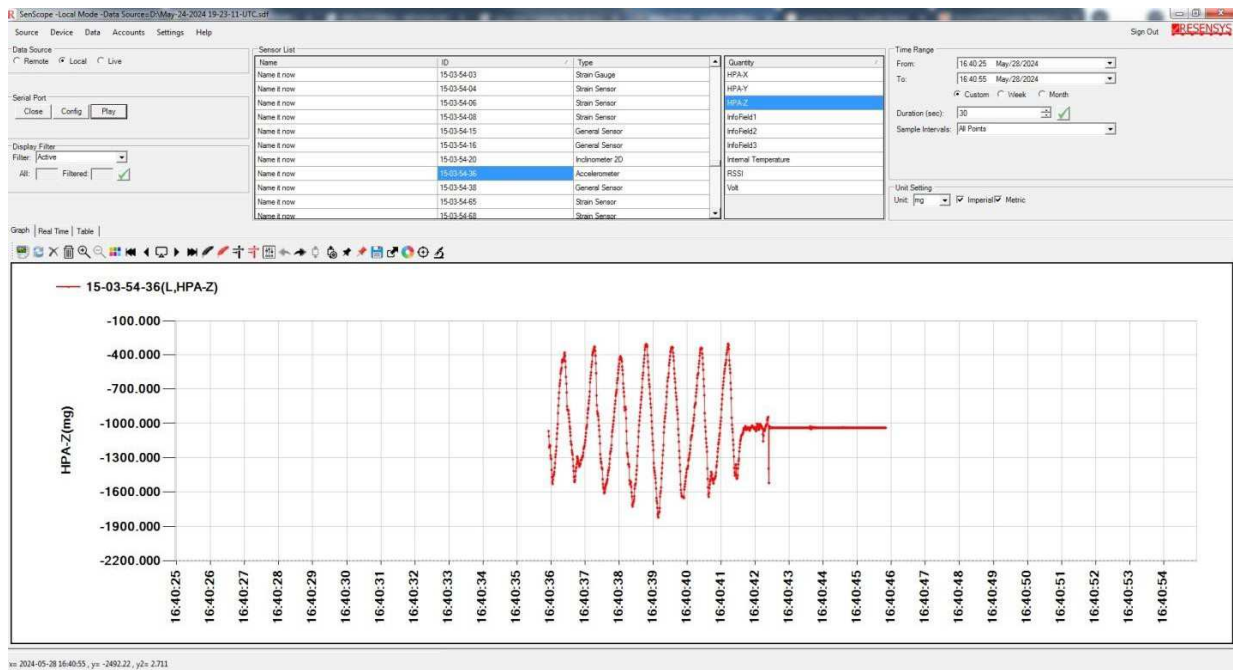 SenScope -Local Mode -Data Source=D:\May-24-2024 19-23-11-UTC.sdf
Source Device Data Accounts Settings Help
Sign Out RESENSYS
Data Source
Remote Local Live
Serial Port
Close Config Play
Display Filter
Filter: Active
All: Filtered:
Sensor List
Name ID Type
Name it now 15-03-54-03 Strain Gauge
Name it now 15-03-54-04 Strain Sensor
Name it now 15-03-54-06 Strain Sensor
Name it now 15-03-54-08 Strain Sensor
Name it now 15-03-54-15 General Sensor
Name it now 15-03-54-16 General Sensor
Name it now 15-03-54-20 Inclinometer 2D
Name it now 15-03-54-36 Accelerometer
Name it now 15-03-54-38 General Sensor
Name it now 15-03-54-65 Strain Sensor
Name it now 15-03-54-68 Strain Sensor
Quantity
HPA-X
HPA-Y
HPA-Z
InfoField1
InfoField2
InfoField3
Internal Temperature
RSSI
Volt
Time Range
From: 16:40:25 May/28/2024
To: 16:40:55 May/28/2024
Custom Week Month
Duration (sec): 30
Sample Intervals: All Points
Unit Setting
Unit: mg Imperial Metric
Graph Real Time Table
15-03-54-36(L,HPA-Z)
HPA-Z(mg)
-100.000
-400.000
-700.000
-1000.000
-1300.000
-1600.000
-1900.000
-2200.000
16:40:25
16:40:26
16:40:27
16:40:28
16:40:29
16:40:30
16:40:31
16:40:32
16:40:33
16:40:34
16:40:35
16:40:36
16:40:37
16:40:38
16:40:39
16:40:40
16:40:41
16:40:42
16:40:43
16:40:44
16:40:45
16:40:46
16:40:47
16:40:48
16:40:49
16:40:50
16:40:51
16:40:52
16:40:53
16:40:54
x= 2024-05-28 16:40:55 , y= -2492.22 , y2= 2.711